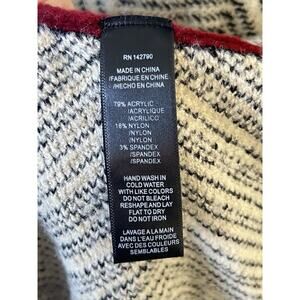 RN 142790
MADE IN CHINA
/FABRIQUE EN CHINE
/HECHO EN CHINA
79% ACRYLIC
/ACRYLIQUE
/ACRILICO
18% NYLON
/NYLON
/NYLON
3% SPANDEX
/SPANDEX
/SPANDEX
HAND WASH IN
COLD WATER
WITH LIKE COLORS
DO NOT BLEACH
RESHAPE AND LAY
FLAT TO DRY
DO NOT IRON
LAVAGE A LA MAIN
DANS L'EAU FROIDE
AVEC DES COULEURS
SEMBLABLES